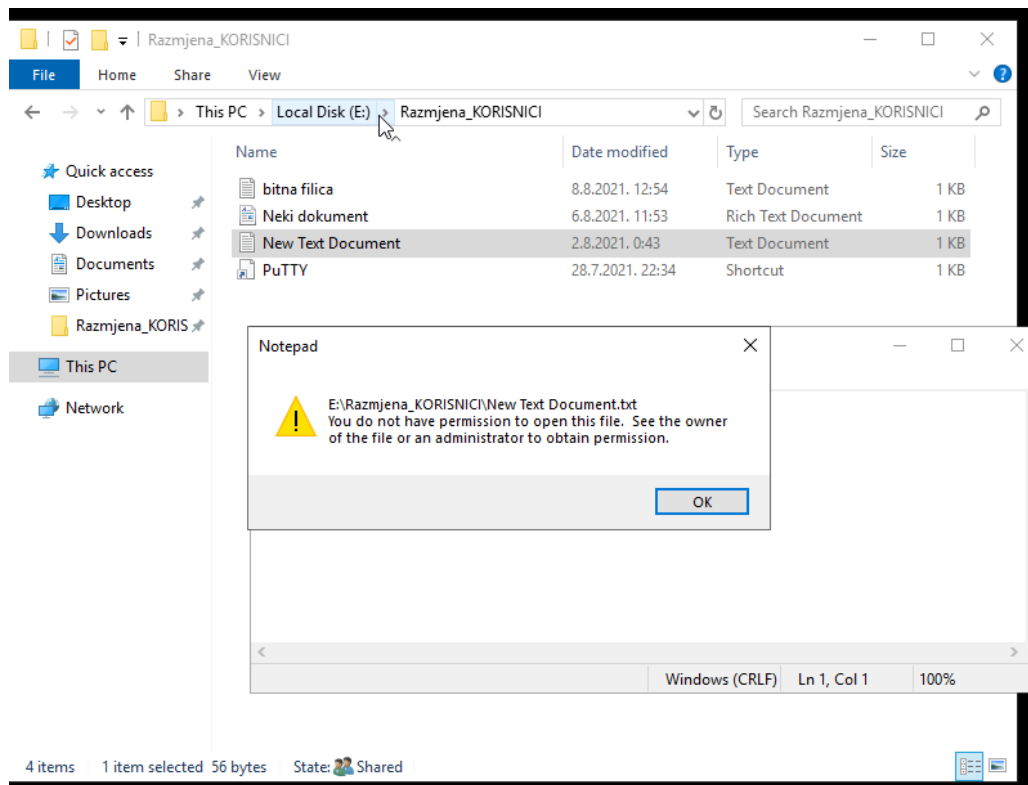 Razmjena_KORISNICI
File Home Share View
This PC Local Disk (E:) Razmjena_KORISNICI Search Razmjena_KORISNICI
Name Date modified Type Size
Quick access
Desktop
Downloads
Documents
Pictures
Razmjena_KORIS
This PC
Network
bitna filica 8.8.2021. 12:54 Text Document 1 KB
Neki dokument 6.8.2021. 11:53 Rich Text Document 1 KB
New Text Document 2.8.2021. 0:43 Text Document 1 KB
PuTTY 28.7.2021. 22:34 Shortcut 1 KB
Notepad
E:\Razmjena_KORISNICI\New Text Document.txt
You do not have permission to open this file. See the owner
of the file or an administrator to obtain permission.
OK
Windows (CRLF) Ln 1, Col 1 100%
4 items 1 item selected 56 bytes State: Shared